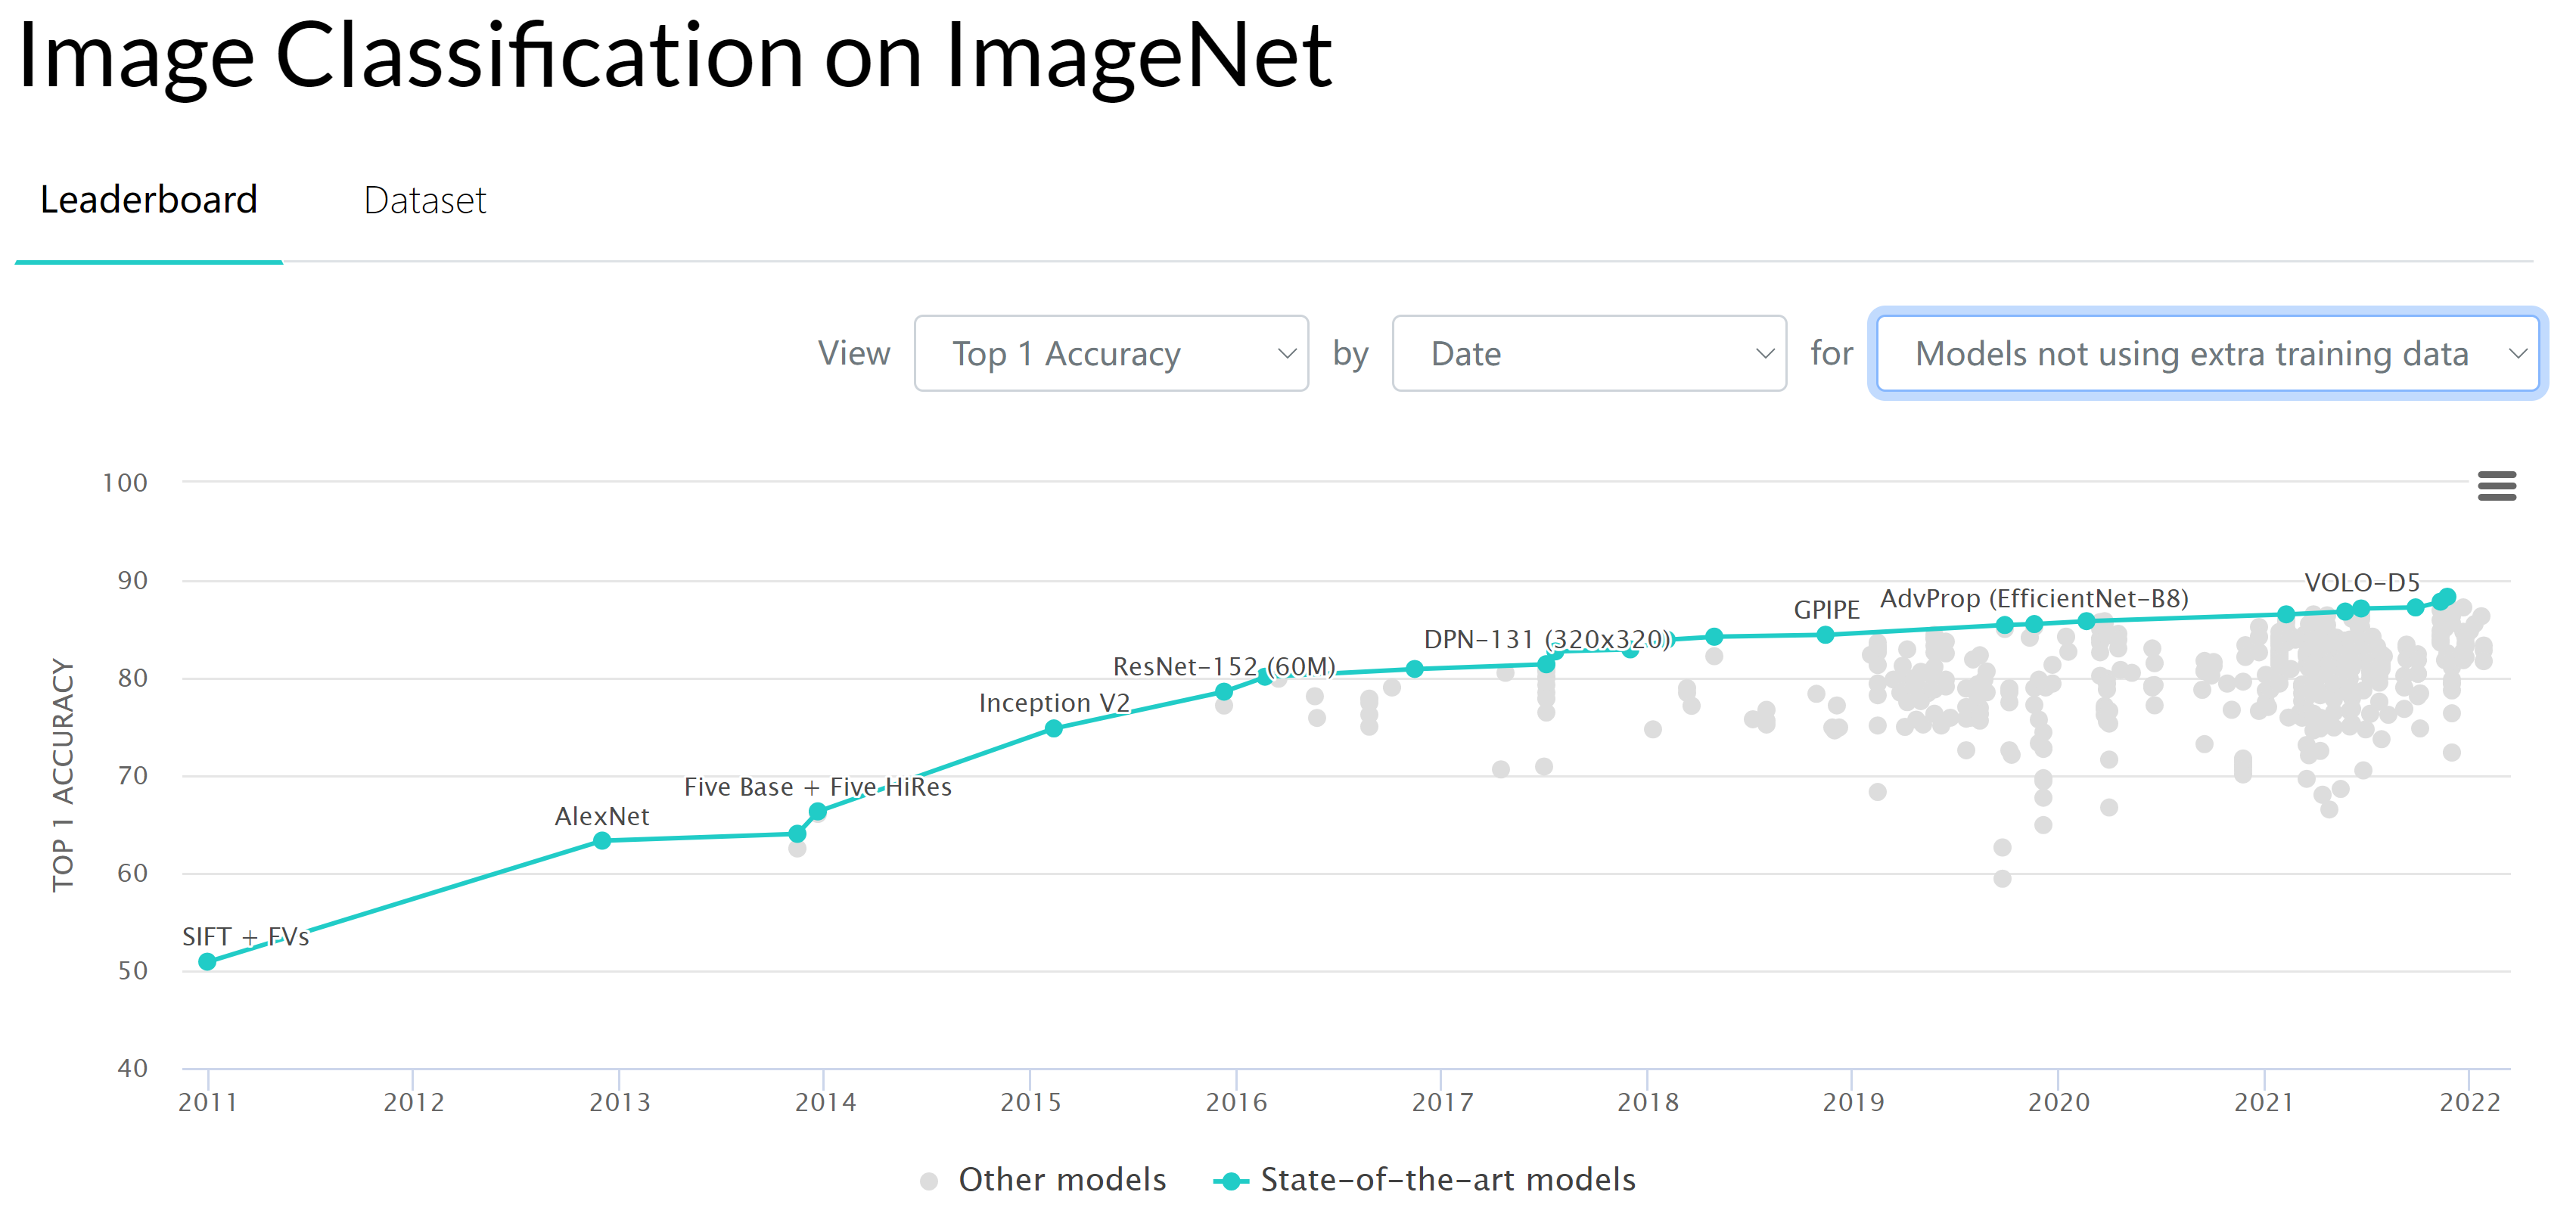 Image Classification on ImageNet
Leaderboard Dataset
View Top 1 Accuracy by Date for Models not using extra training data
TOP 1 ACCURACY
100
90
80
70
60
50
40
SIFT + FVs
AlexNet
Five Base + Five HiRes
Inception V2
ResNet-152 (60M)
DPN-131 (320x320)
GPIPE
AdvProp (EfficientNet-B8)
VOLO-D5
2011 2012 2013 2014 2015 2016 2017 2018 2019 2020 2021 2022
Other models State-of-the-art models